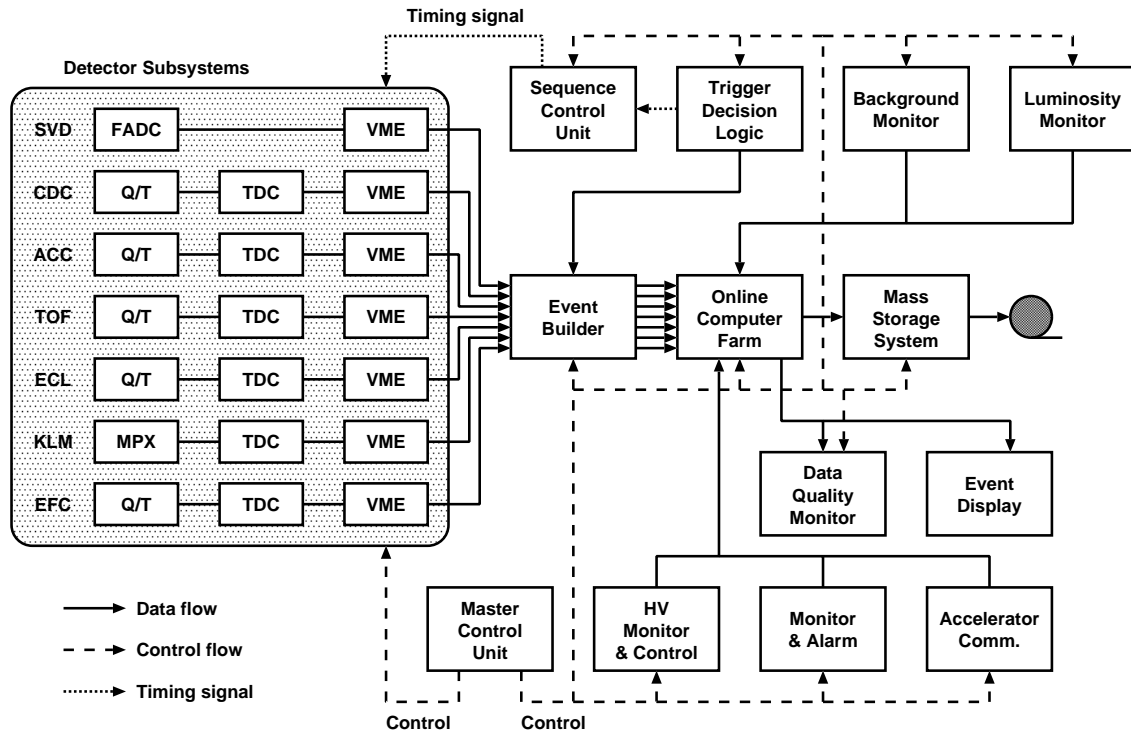 Timing signal
Detector Subsystems
SVD FADC VME
CDC Q/T TDC VME
ACC Q/T TDC VME
TOF Q/T TDC VME
ECL Q/T TDC VME
KLM MPX TDC VME
EFC Q/T TDC VME
Sequence
Control
Unit
Trigger
Decision
Logic
Background
Monitor
Luminosity
Monitor
Event
Builder
Online
Computer
Farm
Mass
Storage
System
Data
Quality
Monitor
Event
Display
Master
Control
Unit
HV
Monitor
& Control
Monitor
& Alarm
Accelerator
Comm.
Data flow
Control flow
Timing signal
Control
Control